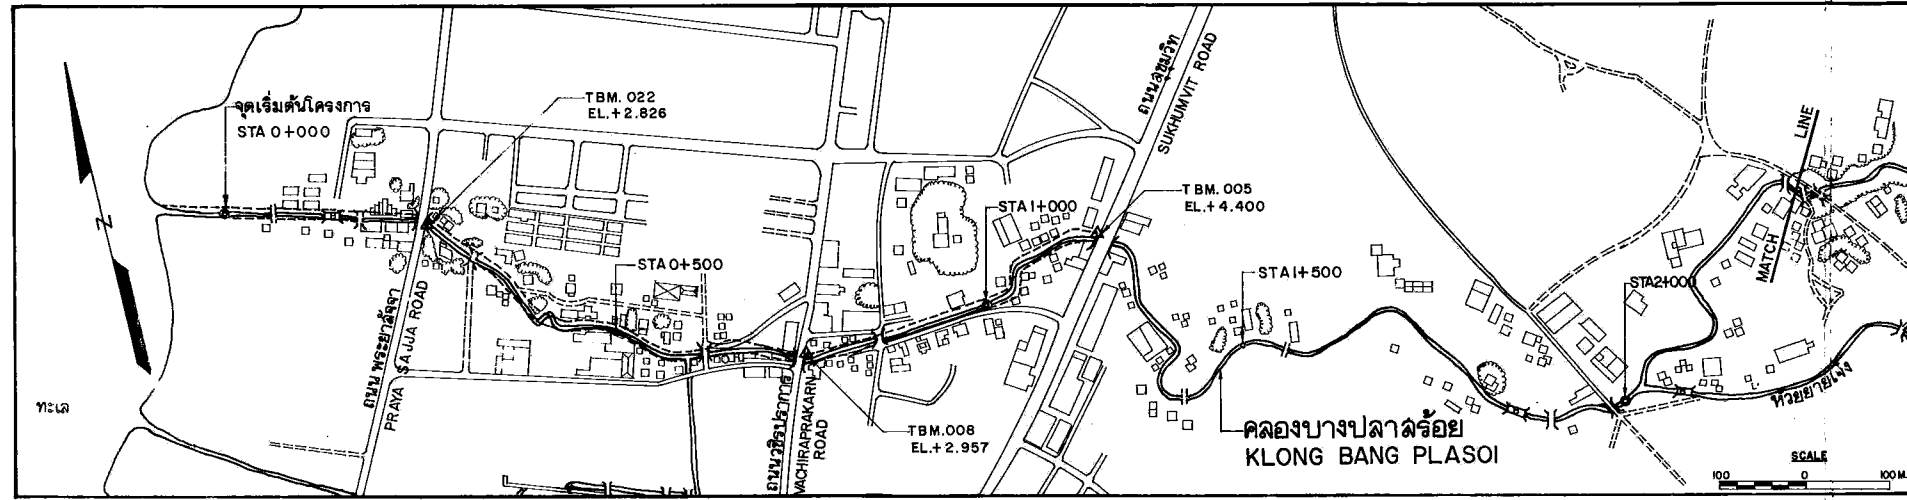 จุดเริ่มต้นโครงการ
STA 0+000
TBM. 022
EL.+2.826
ถนนพระยาสัจจา
PRAYA SAJJA ROAD
ทะเล
N
STA 0+500
ถนนวชิรปราการ
VACHIRAPRAKARN
ROAD
TBM.008
EL.+2.957
STA 1+000
TBM. 005
EL.+4.400
ถนนสุขุมวิท
SUKHUMVIT ROAD
STA 1+500
คลองบางปลาสร้อย
KLONG BANG PLASOI
STA 2+000
MATCH LINE
ห้วยยายเจ๋ง
SCALE
100 0 100 M.